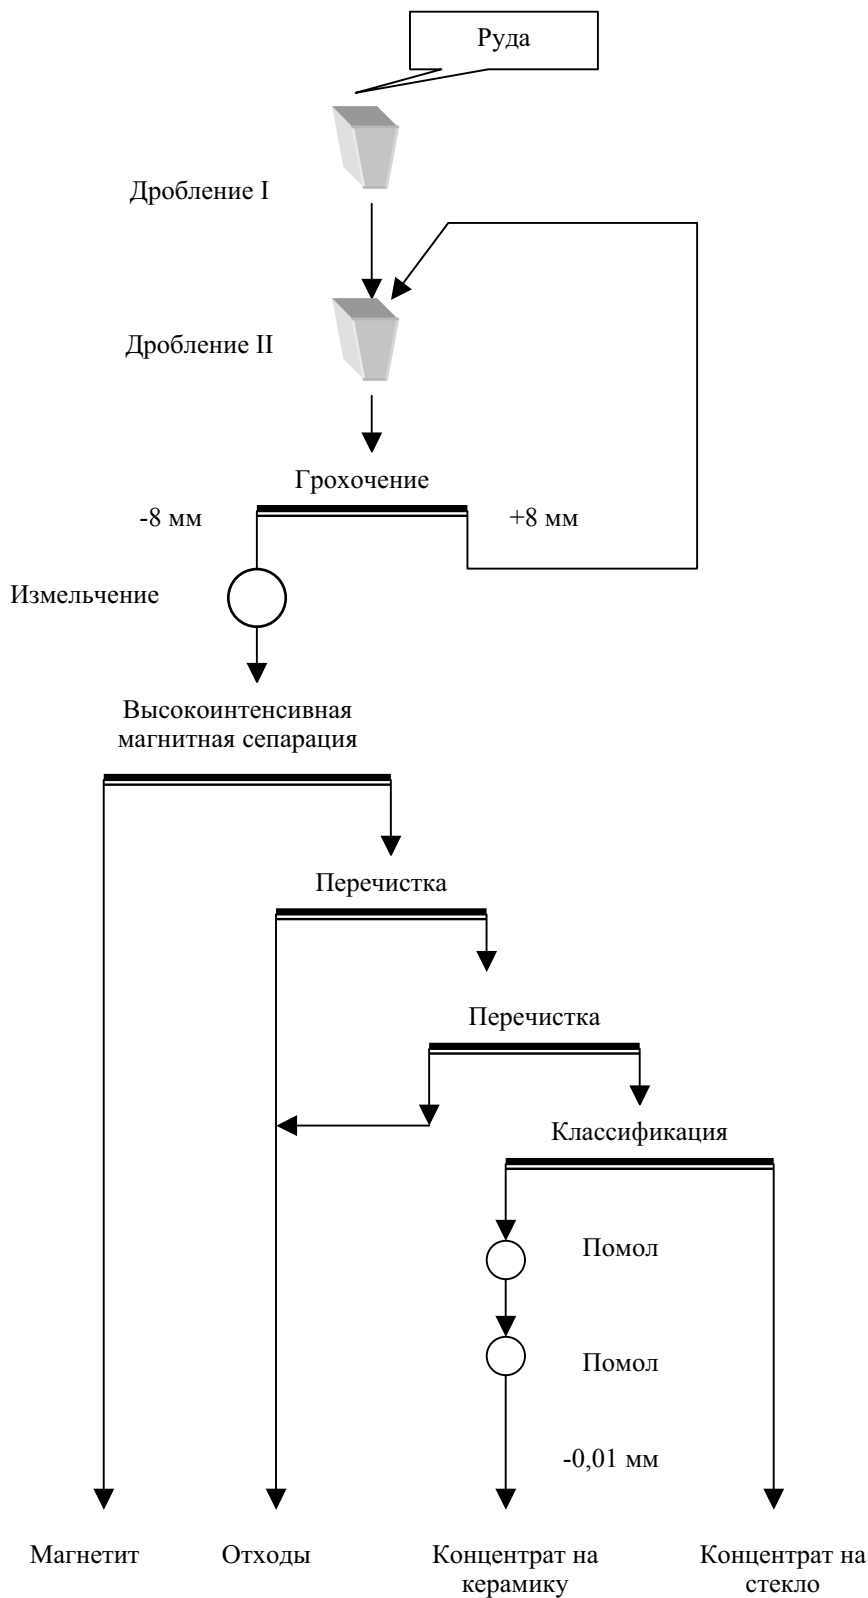 Руда
Дробление I
Дробление II
Грохочение
-8 мм
+8 мм
Измельчение
Высокоинтенсивная
магнитная сепарация
Перечистка
Перечистка
Классификация
Помол
Помол
-0,01 мм
Магнетит
Отходы
Концентрат на
керамику
Концентрат на
стекло